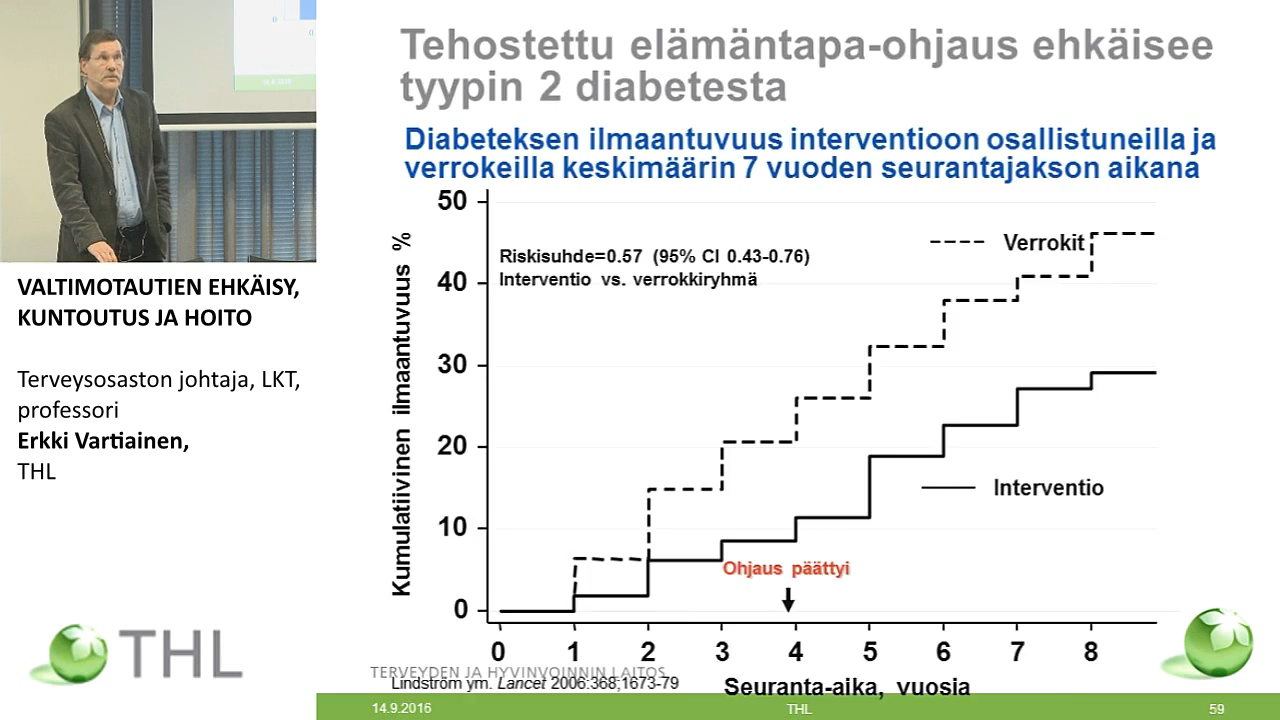 Tehostettu elämäntapa-ohjaus ehkäisee
tyypin 2 diabetesta
Diabeteksen ilmaantuvuus interventioon osallistuneilla ja
verrokeilla keskimäärin 7 vuoden seurantajakson aikana
VALTIMOTAUTIEN EHKÄISY,
KUNTOUTUS JA HOITO
Terveysosaston johtaja, LKT,
professori
Erkki Vartiainen,
THL
THL
Kumulatiivinen ilmaantuvuus %
50
40
30
20
10
0
Riskisuhde=0.57 (95% CI 0.43-0.76)
Interventio vs. verrokkiryhmä
Verrokit
Interventio
Ohjaus päättyi
0 1 2 3 4 5 6 7 8
TERVEYDEN JA HYVINVOINNIN LAITOS
Lindström ym. Lancet 2006:368;1673-79
Seuranta-aika, vuosia
14.9.2016
THL
59